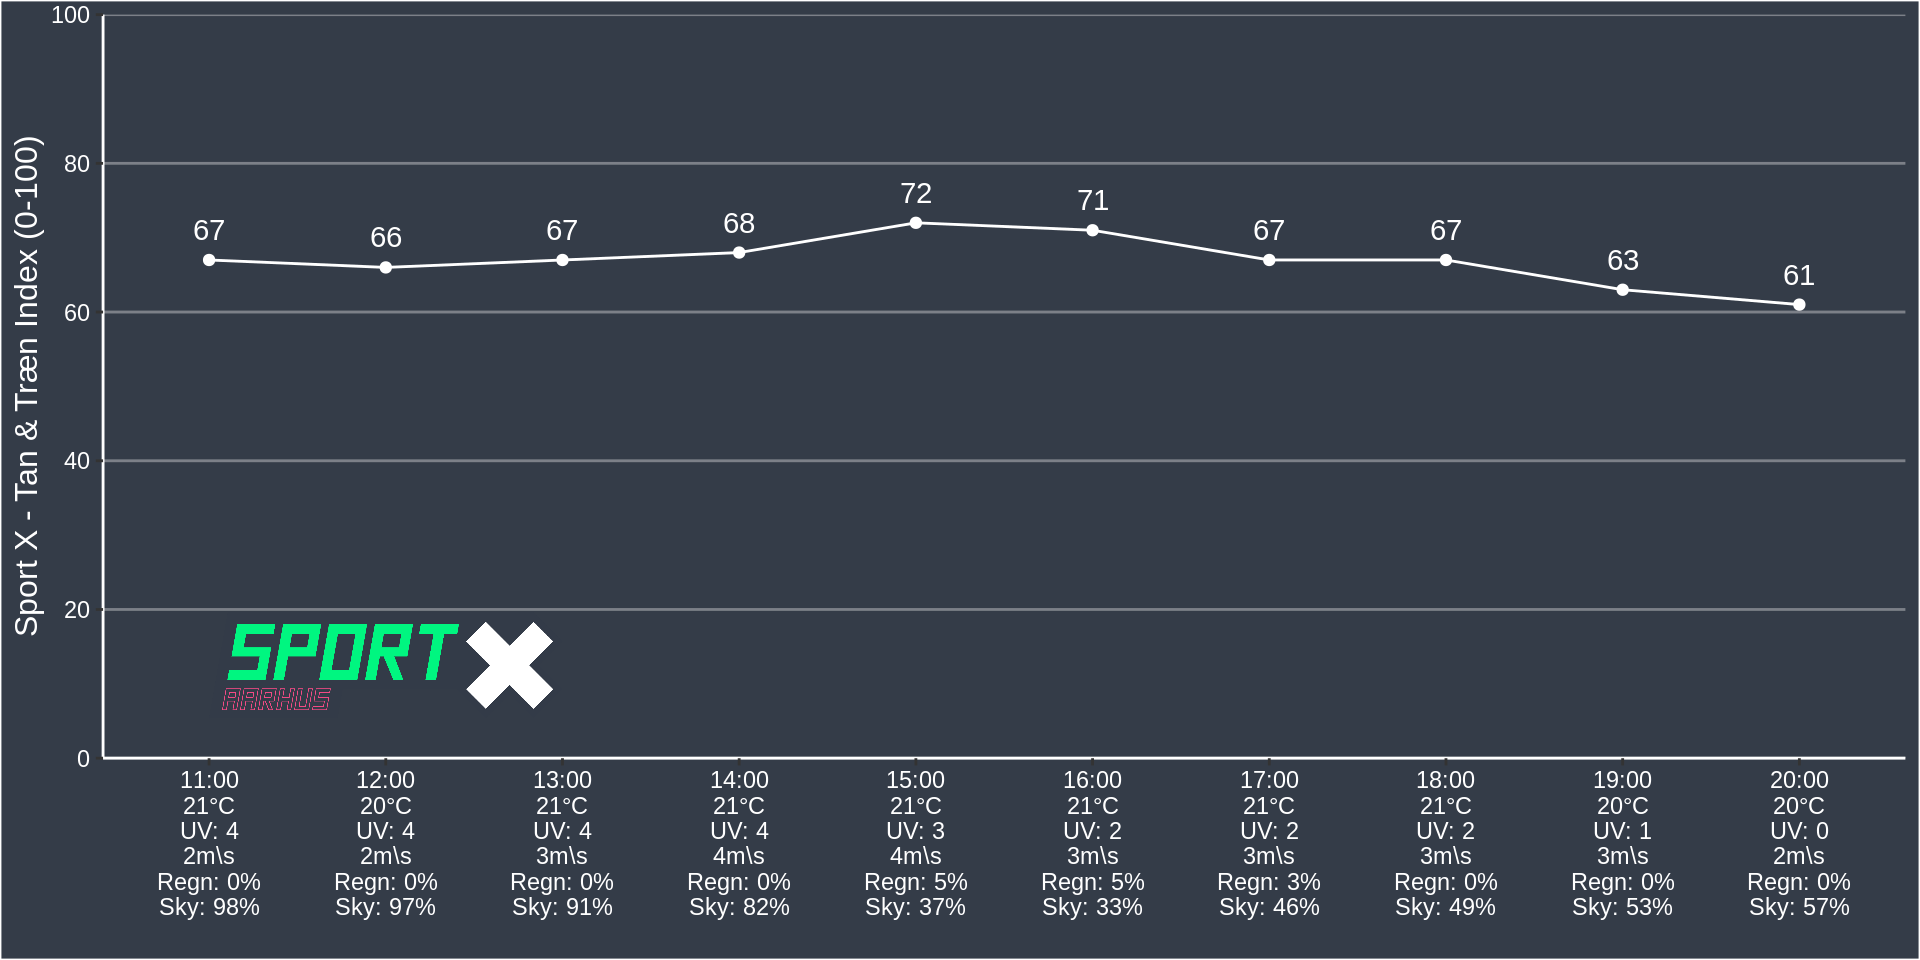 Sport X - Tan & Træn Index (0-100)
100
80
60
40
20
0
67
66
67
68
72
71
67
67
63
61
SPORT X
AARHUS
11:00 12:00 13:00 14:00 15:00 16:00 17:00 18:00 19:00 20:00
21°C 20°C 21°C 21°C 21°C 21°C 21°C 21°C 20°C 20°C
UV: 4 UV: 4 UV: 4 UV: 4 UV: 3 UV: 2 UV: 2 UV: 2 UV: 1 UV: 0
2m\s 2m\s 3m\s 4m\s 4m\s 3m\s 3m\s 3m\s 3m\s 2m\s
Regn: 0% Regn: 0% Regn: 0% Regn: 0% Regn: 5% Regn: 5% Regn: 3% Regn: 0% Regn: 0% Regn: 0%
Sky: 98% Sky: 97% Sky: 91% Sky: 82% Sky: 37% Sky: 33% Sky: 46% Sky: 49% Sky: 53% Sky: 57%